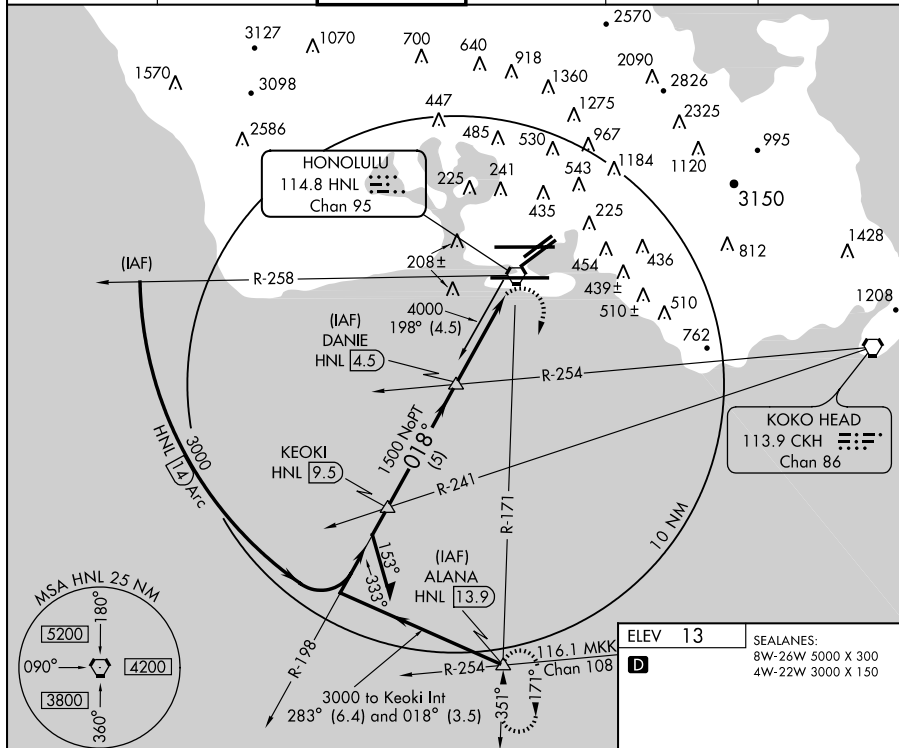 2570
3127
1070
700
640
918
1570
3098
1360
2090
2826
447
1275
2325
2586
485
530
967
995
HONOLULU
114.8 HNL
Chan 95
1184
1120
225
241
543
3150
435
225
(IAF)
R-258
208±
454
436
812
1428
439±
4000
198° (4.5)
510±
510
1208
(IAF)
DANIE
HNL 4.5
762
R-254
KOKO HEAD
113.9 CKH
Chan 86
3000
HNL 14 Arc
1500 NoPT
018°
(5)
KEOKI
HNL 9.5
R-241
R-171
10 NM
153°
333°
(IAF)
ALANA
HNL 13.9
MSA HNL 25 NM
180°
5200
090°
4200
3800
360°
R-198
R-254
116.1 MKK
Chan 108
3000 to Keoki Int
283° (6.4) and 018° (3.5)
351°
171°
ELEV 13
D
SEALANES:
8W-26W 5000 X 300
4W-22W 3000 X 150